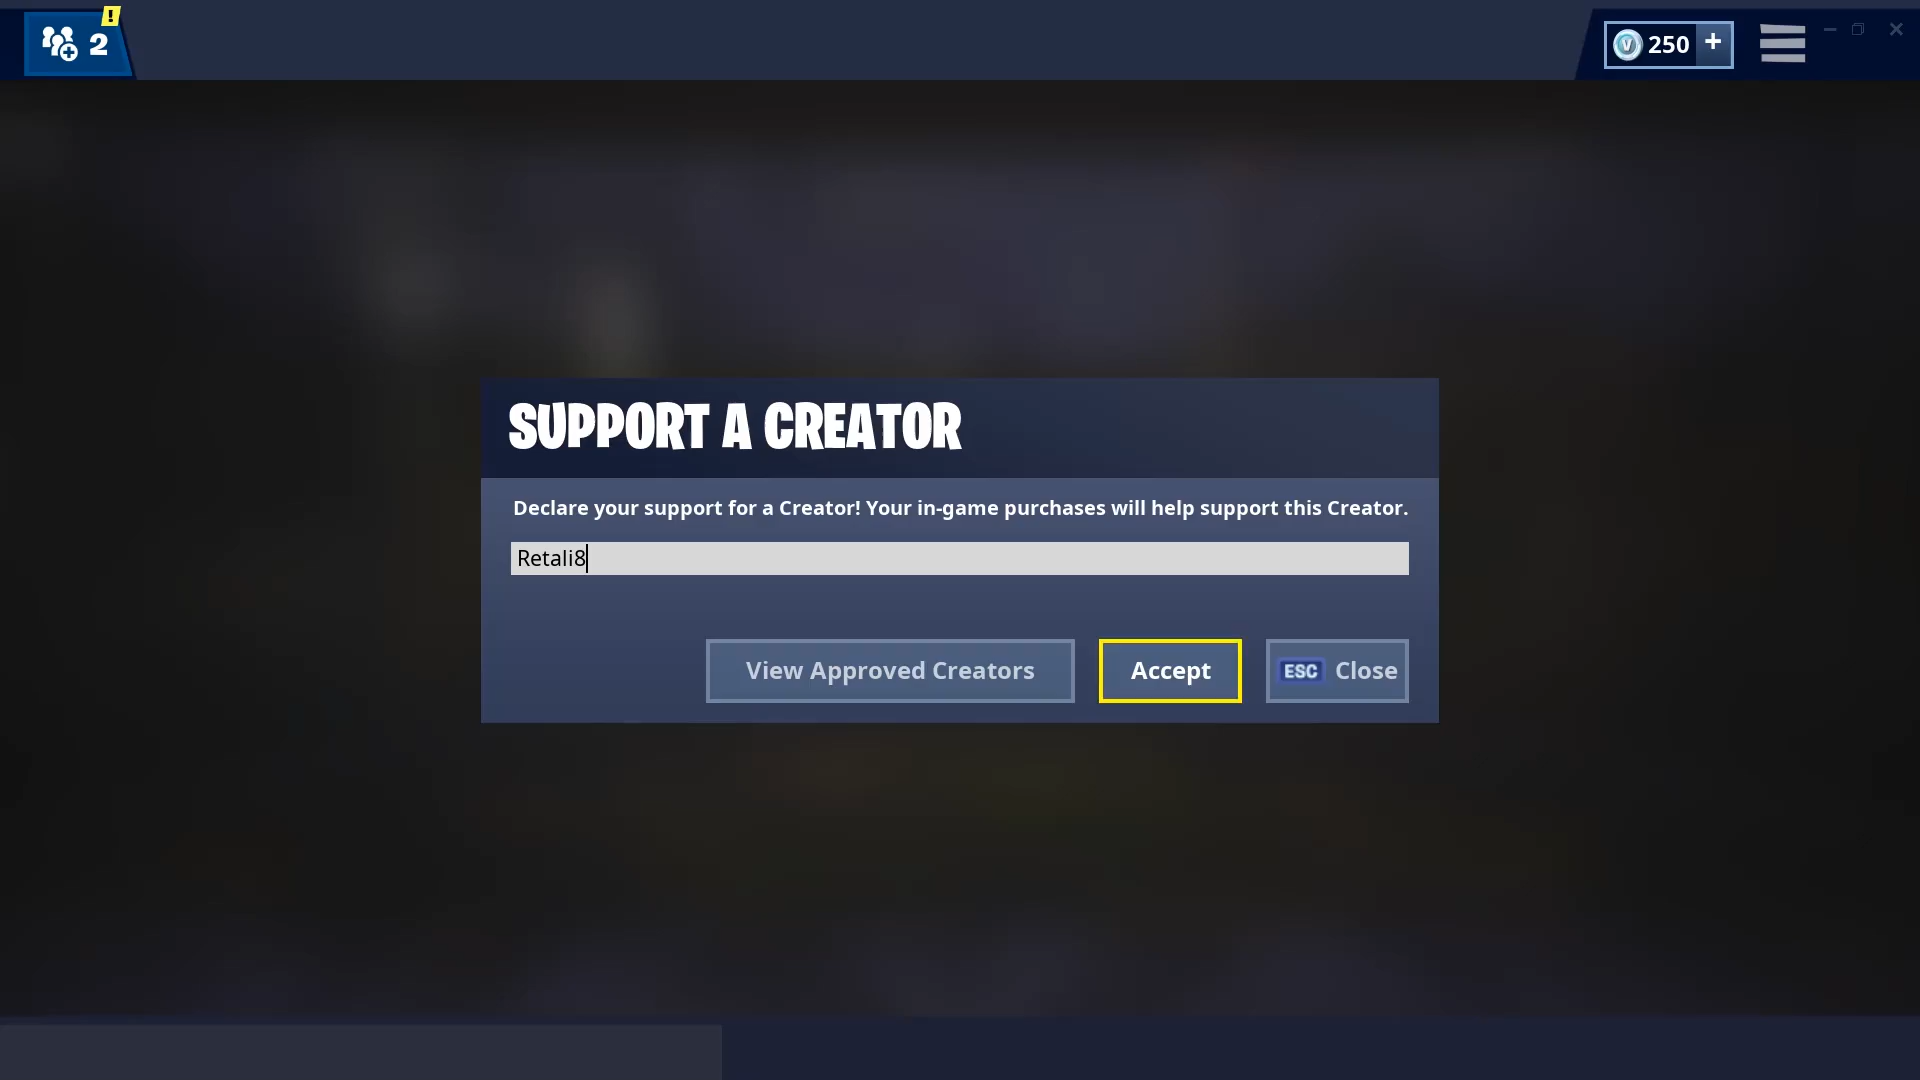 !
2
V 250 +
SUPPORT A CREATOR
Declare your support for a Creator! Your in-game purchases will help support this Creator.
Retali8
View Approved Creators
Accept
ESC Close